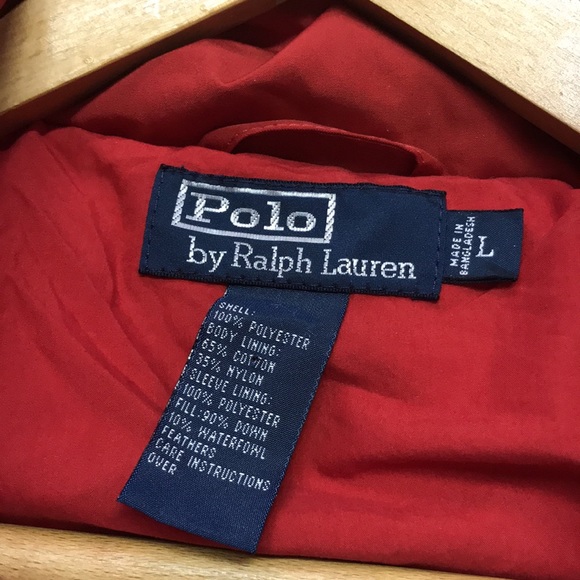 Polo
by Ralph Lauren
MADE IN
BANGLADESH
L
SHELL:
100% POLYESTER
BODY LINING:
65% COTTON
35% NYLON
SLEEVE LINING:
100% POLYESTER
FILL:90% DOWN
10% WATERFOWL
FEATHERS
CARE INSTRUCTIONS
OVER